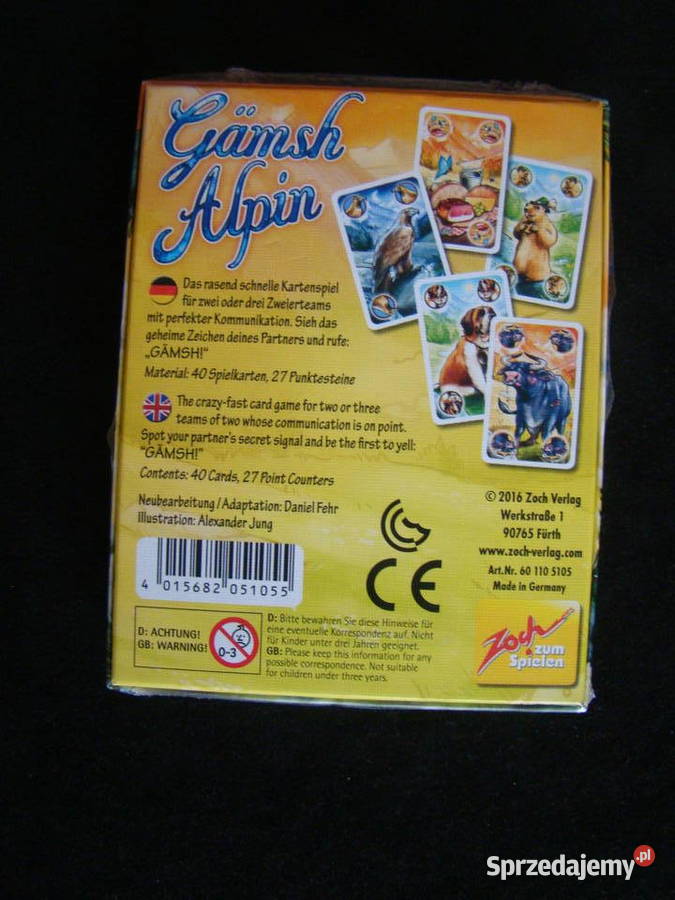 Gämsh
Alpin
Das rasend schnelle Kartenspiel
für zwei oder drei Zweierteams
mit perfekter Kommunikation. Sieh das
geheime Zeichen deines Partners und rufe:
„GÄMSH!“
Material: 40 Spielkarten, 27 Punktesteine
The crazy-fast card game for two or three
teams of two whose communication is on point.
Spot your partner's secret signal and be the first to yell:
"GÄMSH!"
Contents: 40 Cards, 27 Point Counters
Neubearbeitung / Adaptation: Daniel Fehr
Illustration: Alexander Jung
4 015682 051055
© 2016 Zoch Verlag
Werkstraße 1
90765 Fürth
www.zoch-verlag.com
Art.Nr. 60 110 5105
Made in Germany
CE
D: ACHTUNG!
GB: WARNING!
0-3
D: Bitte bewahren Sie diese Hinweise für
eine eventuelle Korrespondenz auf. Nicht
für Kinder unter drei Jahren geeignet.
GB: Please keep this information for any
possible correspondence. Not suitable
for children under three years.
Zoch
zum
Spielen
Sprzedajemy.pl